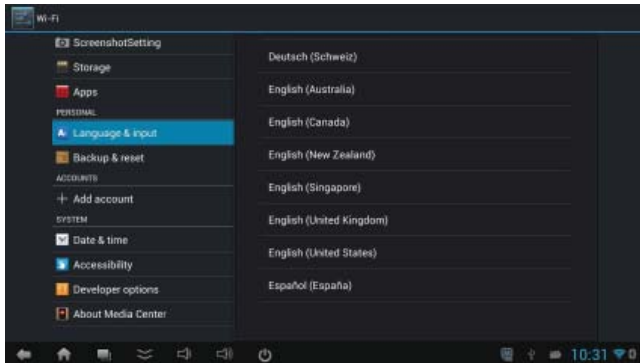 Wi-Fi
ScreenshotSetting
Storage
Apps
PERSONAL
Language & input
Backup & reset
ACCOUNTS
Add account
SYSTEM
Date & time
Accessibility
Developer options
About Media Center
Deutsch (Schweiz)
English (Australia)
English (Canada)
English (New Zealand)
English (Singapore)
English (United Kingdom)
English (United States)
Español (España)
10:31